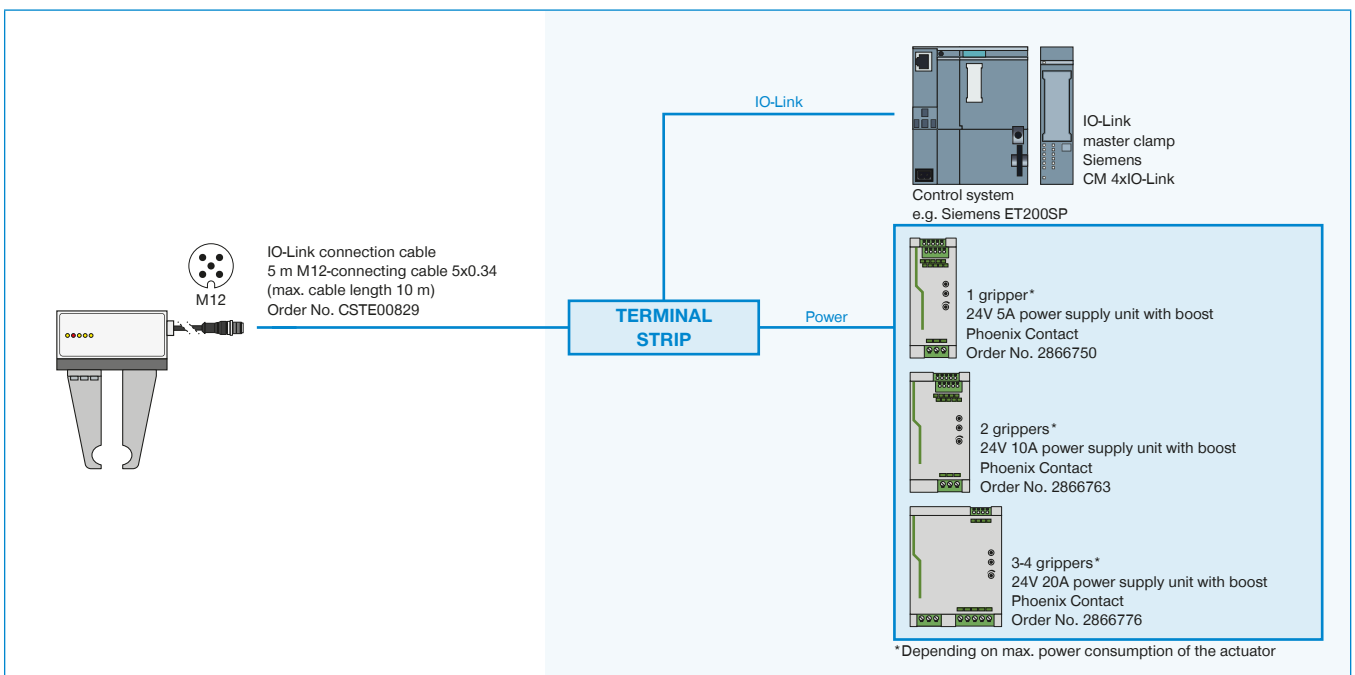 IO-Link
IO-Link
master clamp
Siemens
CM 4xIO-Link
Control system
e.g. Siemens ET200SP
M12
IO-Link connection cable
5 m M12-connecting cable 5x0.34
(max. cable length 10 m)
Order No. CSTE00829
TERMINAL
STRIP
Power
1 gripper*
24V 5A power supply unit with boost
Phoenix Contact
Order No. 2866750
2 grippers*
24V 10A power supply unit with boost
Phoenix Contact
Order No. 2866763
3-4 grippers*
24V 20A power supply unit with boost
Phoenix Contact
Order No. 2866776
*Depending on max. power consumption of the actuator